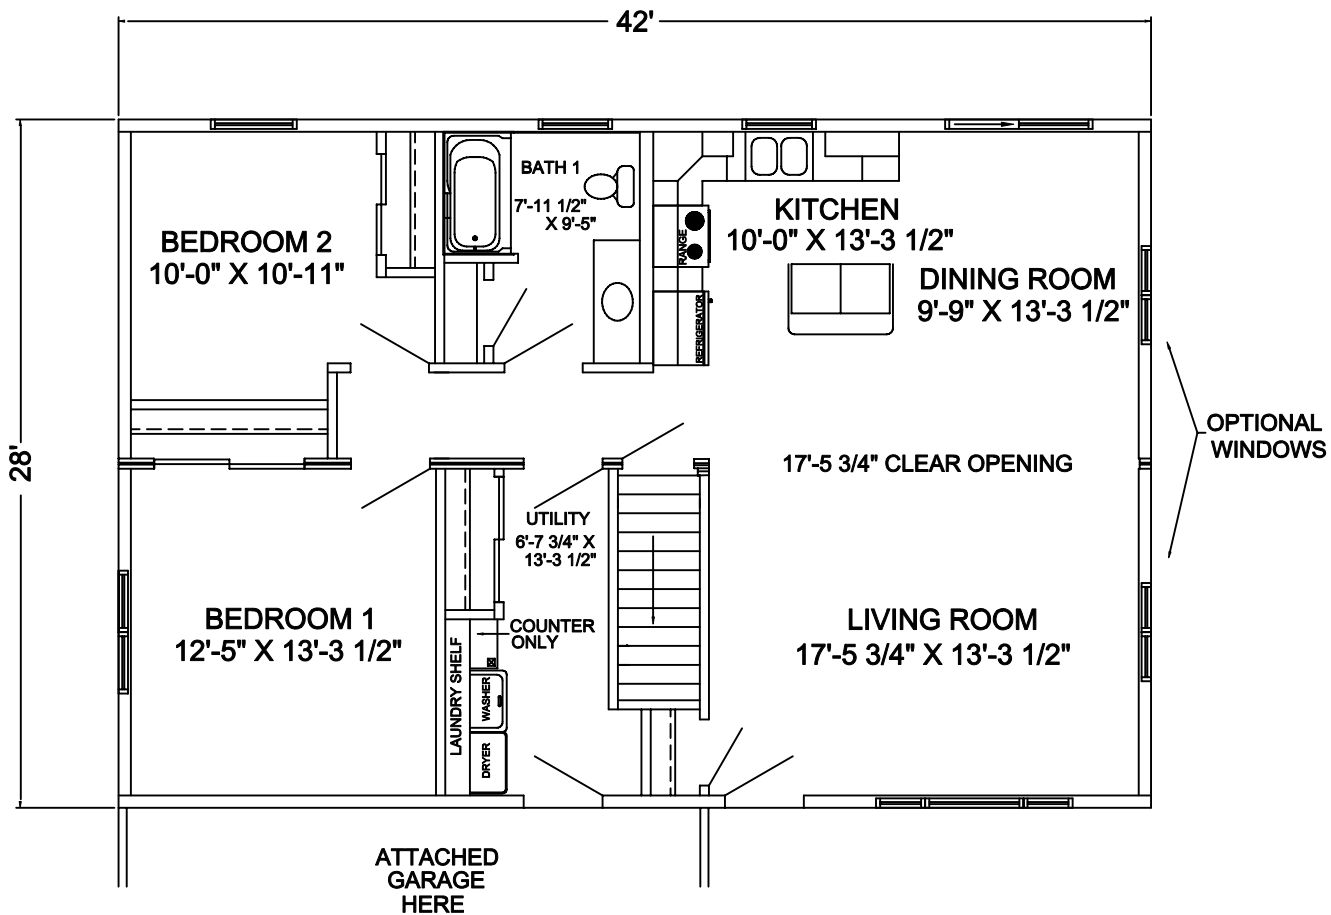 42'
28'
BATH 1
7'-11 1/2"
X 9'-5"
BEDROOM 2
10'-0" X 10'-11"
KITCHEN
10'-0" X 13'-3 1/2"
RANGE
REFRIGERATOR
DINING ROOM
9'-9" X 13'-3 1/2"
OPTIONAL
WINDOWS
17'-5 3/4" CLEAR OPENING
UTILITY
6'-7 3/4" X
13'-3 1/2"
BEDROOM 1
12'-5" X 13'-3 1/2"
COUNTER
ONLY
LAUNDRY SHELF
WASHER
DRYER
LIVING ROOM
17'-5 3/4" X 13'-3 1/2"
ATTACHED
GARAGE
HERE